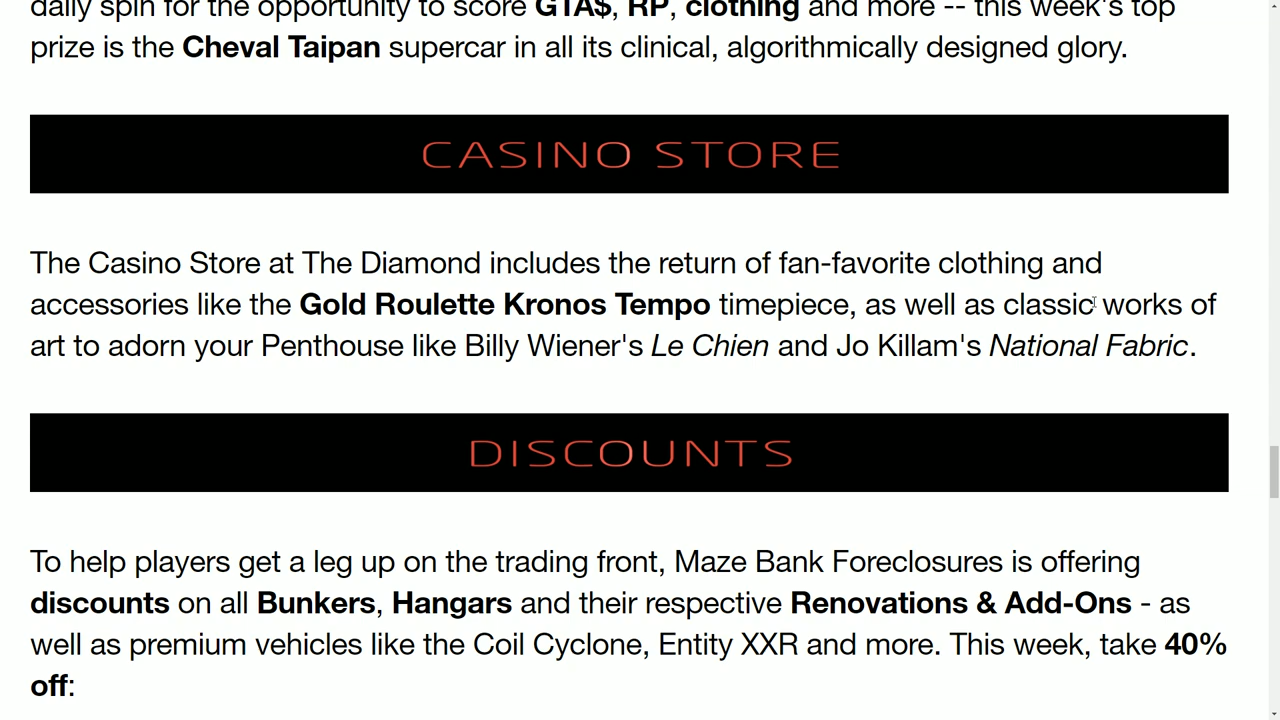 daily spin for the opportunity to score GTA$, RP, clothing and more -- this week's top
prize is the Cheval Taipan supercar in all its clinical, algorithmically designed glory.
CASINO STORE
The Casino Store at The Diamond includes the return of fan-favorite clothing and
accessories like the Gold Roulette Kronos Tempo timepiece, as well as classic works of
art to adorn your Penthouse like Billy Wiener's Le Chien and Jo Killam's National Fabric.
DISCOUNTS
To help players get a leg up on the trading front, Maze Bank Foreclosures is offering
discounts on all Bunkers, Hangars and their respective Renovations & Add-Ons - as
well as premium vehicles like the Coil Cyclone, Entity XXR and more. This week, take 40%
off: